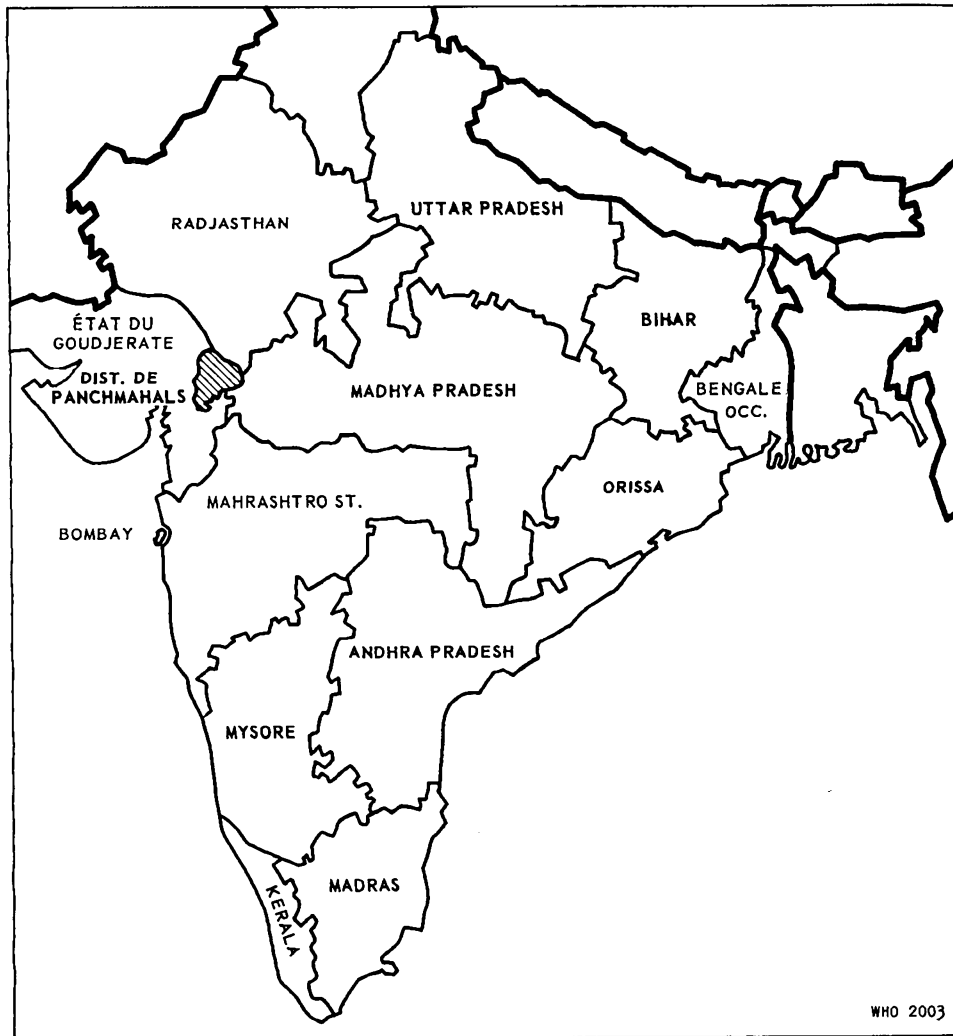 RADJASTHAN
UTTAR PRADESH
ÉTAT DU
GOUDJERATE
DIST. DE
PANCHMAHALS
BIHAR
MADHYA PRADESH
BENGALE
OCC.
ORISSA
MAHRASHTRO ST.
BOMBAY
ANDHRA PRADESH
MYSORE
MADRAS
KERALA
WHO 2003